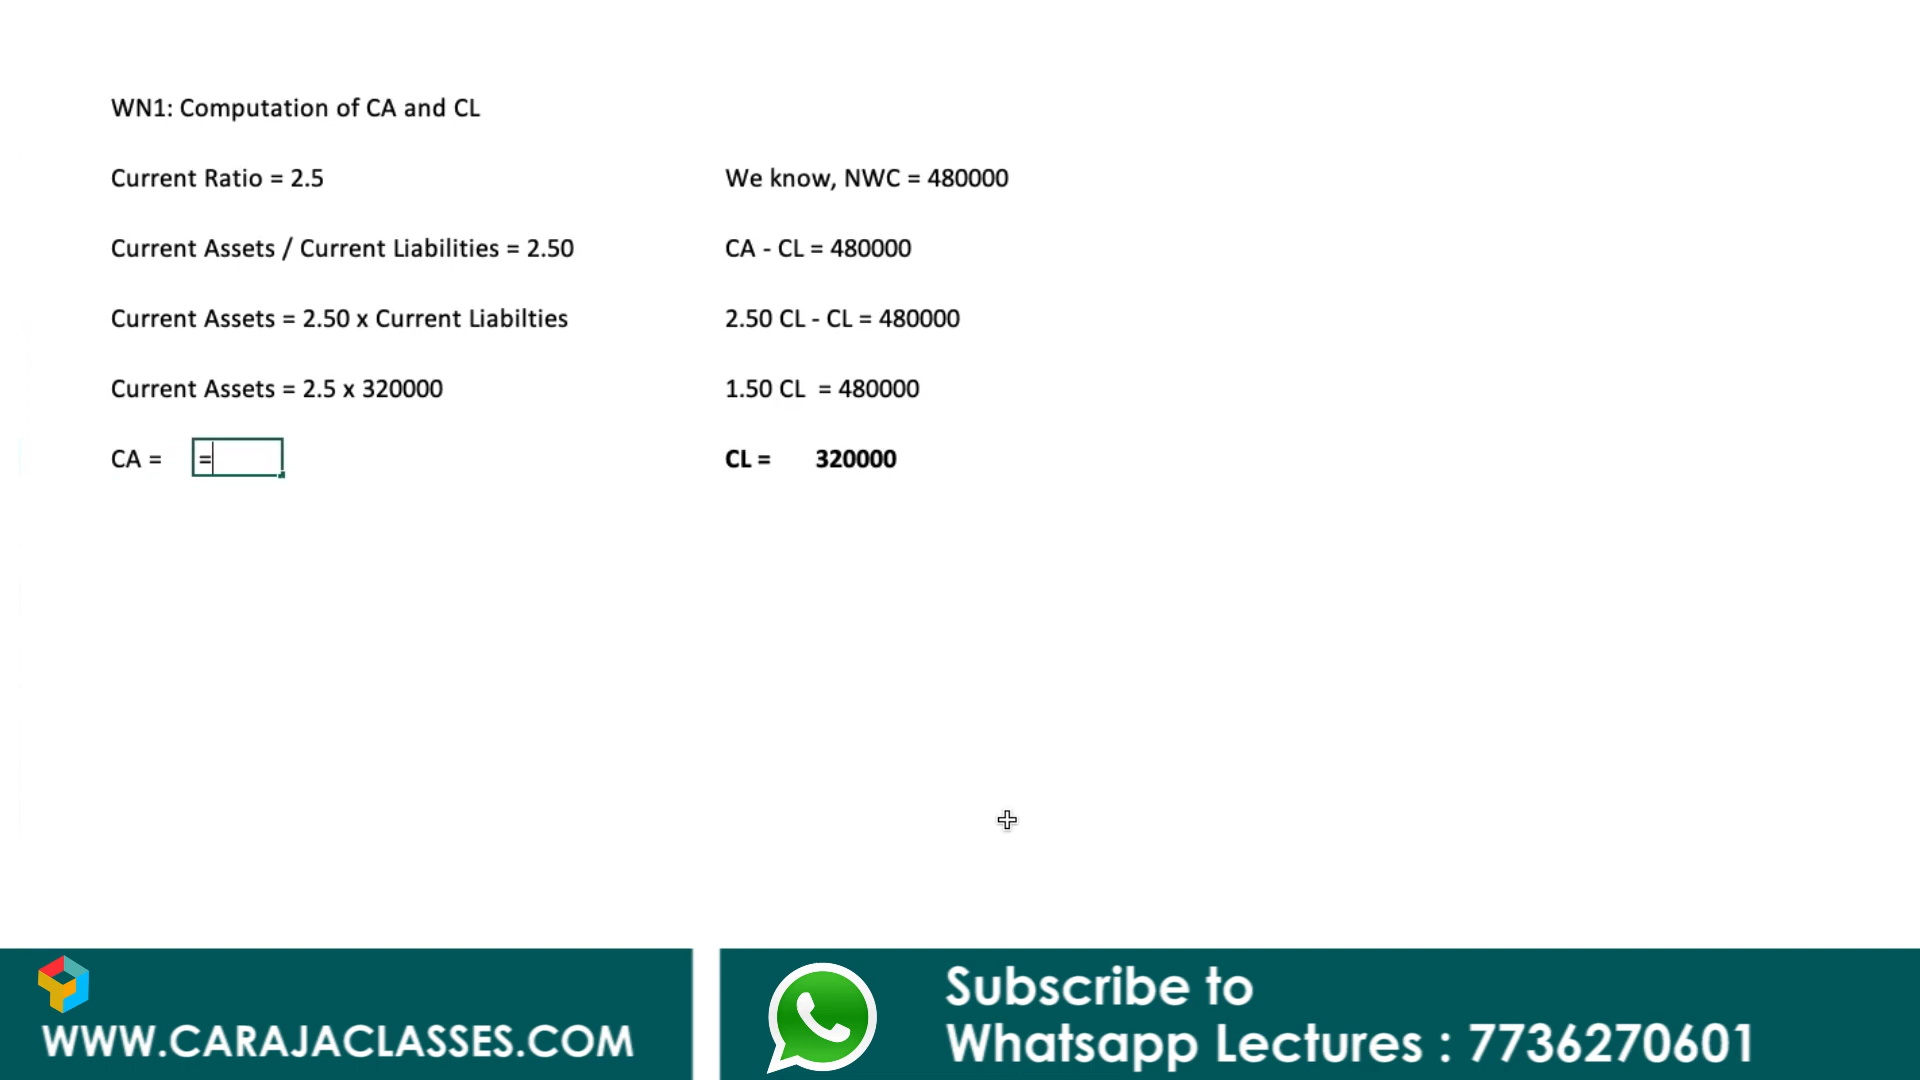 WN1: Computation of CA and CL
Current Ratio = 2.5
Current Assets / Current Liabilities = 2.50
Current Assets = 2.50 x Current Liabilties
Current Assets = 2.5 x 320000
CA = =
We know, NWC = 480000
CA - CL = 480000
2.50 CL - CL = 480000
1.50 CL = 480000
CL = 320000
WWW.CARAJACLASSES.COM
Subscribe to
Whatsapp Lectures : 7736270601